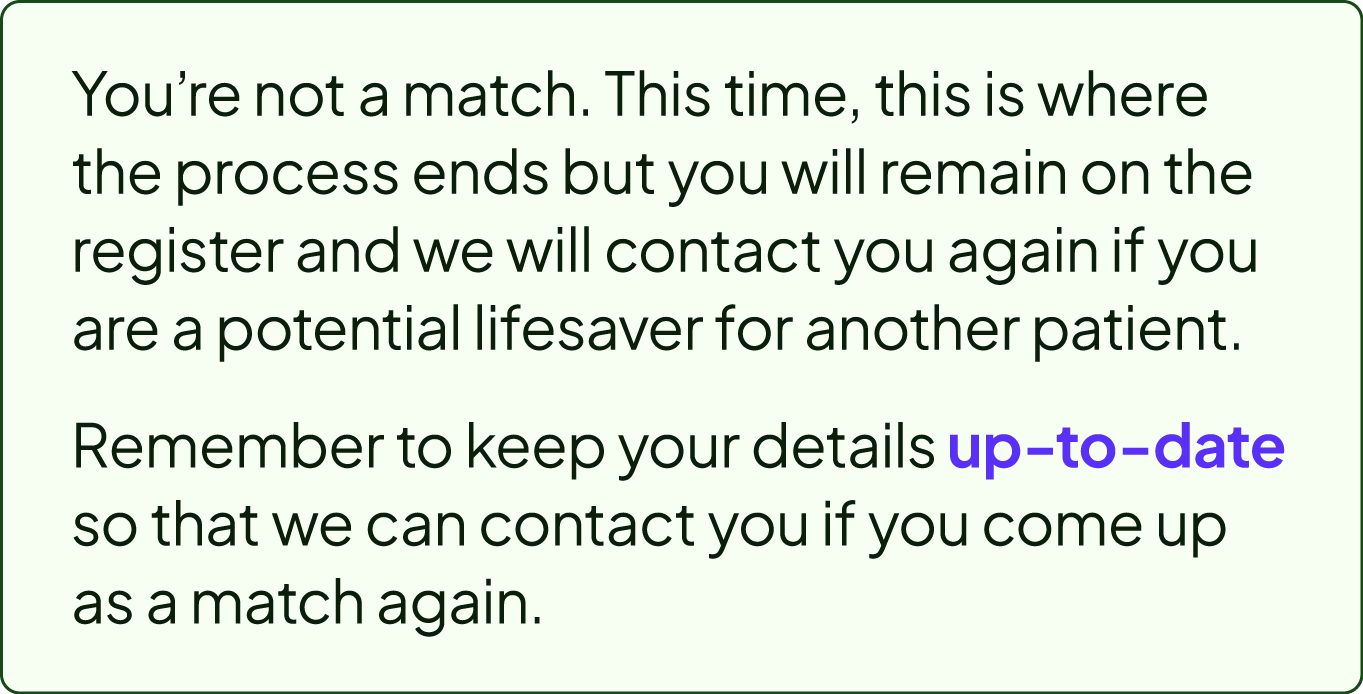 You’re not a match. This time, this is where
the process ends but you will remain on the
register and we will contact you again if you
are a potential lifesaver for another patient.
Remember to keep your details up-to-date
so that we can contact you if you come up
as a match again.